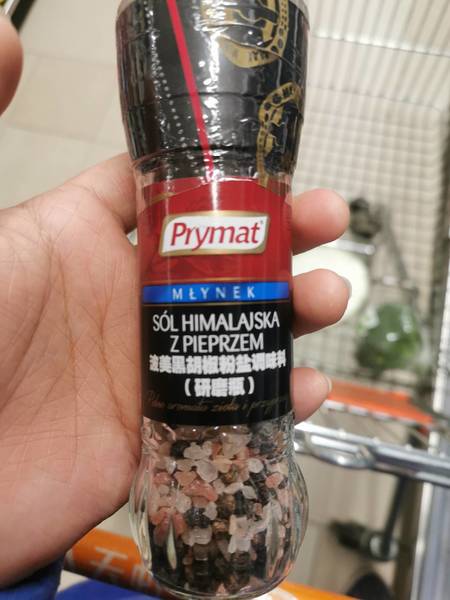 Prymat
MŁYNEK
SÓL HIMALAJSKA
Z PIEPRZEM
波美黑胡椒粉盐调味料
（研磨瓶）